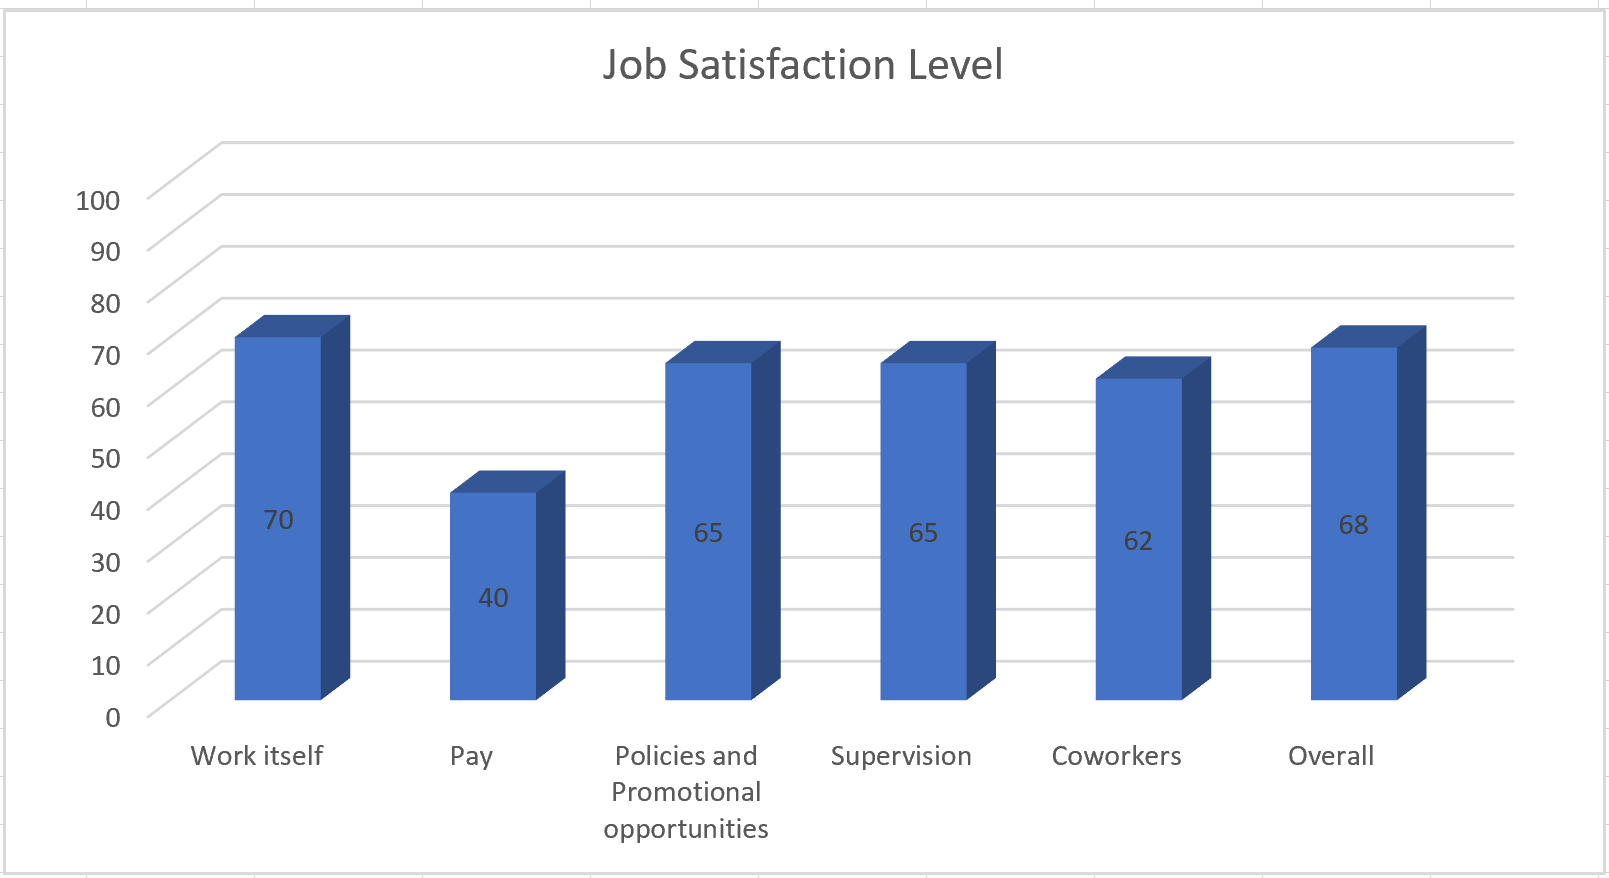 Job Satisfaction Level
100
90
80
70
60
50
40
30
20
10
0
70
40
65
65
62
68
Work itself
Pay
Policies and
Promotional
opportunities
Supervision
Coworkers
Overall